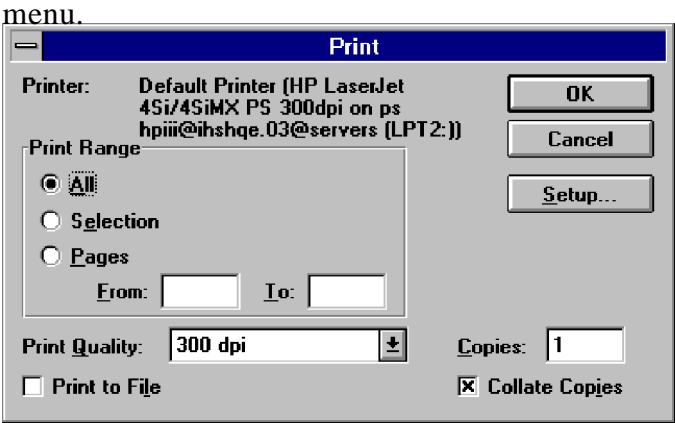 menu.
Print
Printer: Default Printer (HP LaserJet
4Si/4SiMX PS 300dpi on ps
hpiii@ihshqe.03@servers (LPT2:))
OK
Cancel
Setup...
Print Range
All
Selection
Pages
From: To:
Print Quality: 300 dpi Copies: 1
Print to File Collate Copies